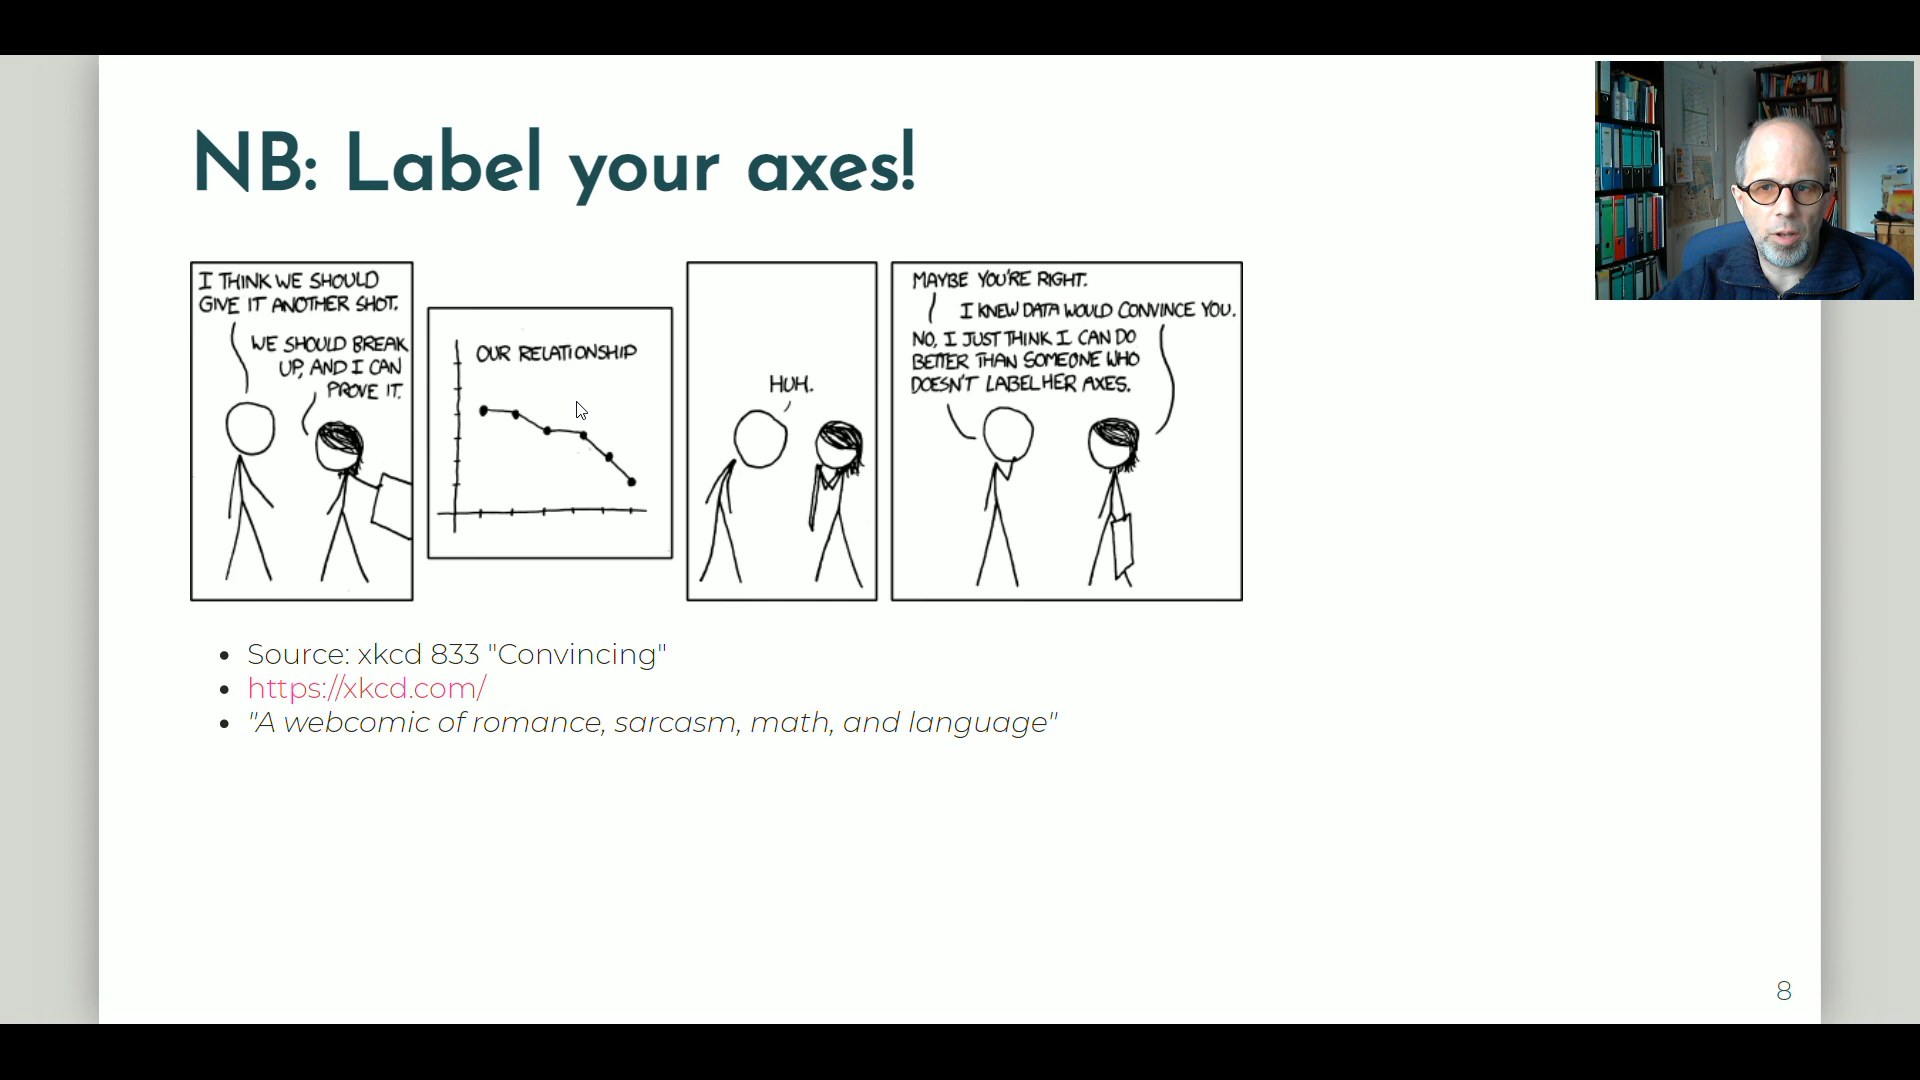 NB: Label your axes!
I THINK WE SHOULD
GIVE IT ANOTHER SHOT.
WE SHOULD BREAK
UP, AND I CAN
PROVE IT.
OUR RELATIONSHIP
HUH.
MAYBE YOU'RE RIGHT.
I KNEW DATA WOULD CONVINCE YOU.
NO, I JUST THINK I CAN DO
BETTER THAN SOMEONE WHO
DOESN'T LABEL HER AXES.
Source: xkcd 833 "Convincing"
https://xkcd.com/
"A webcomic of romance, sarcasm, math, and language"
8